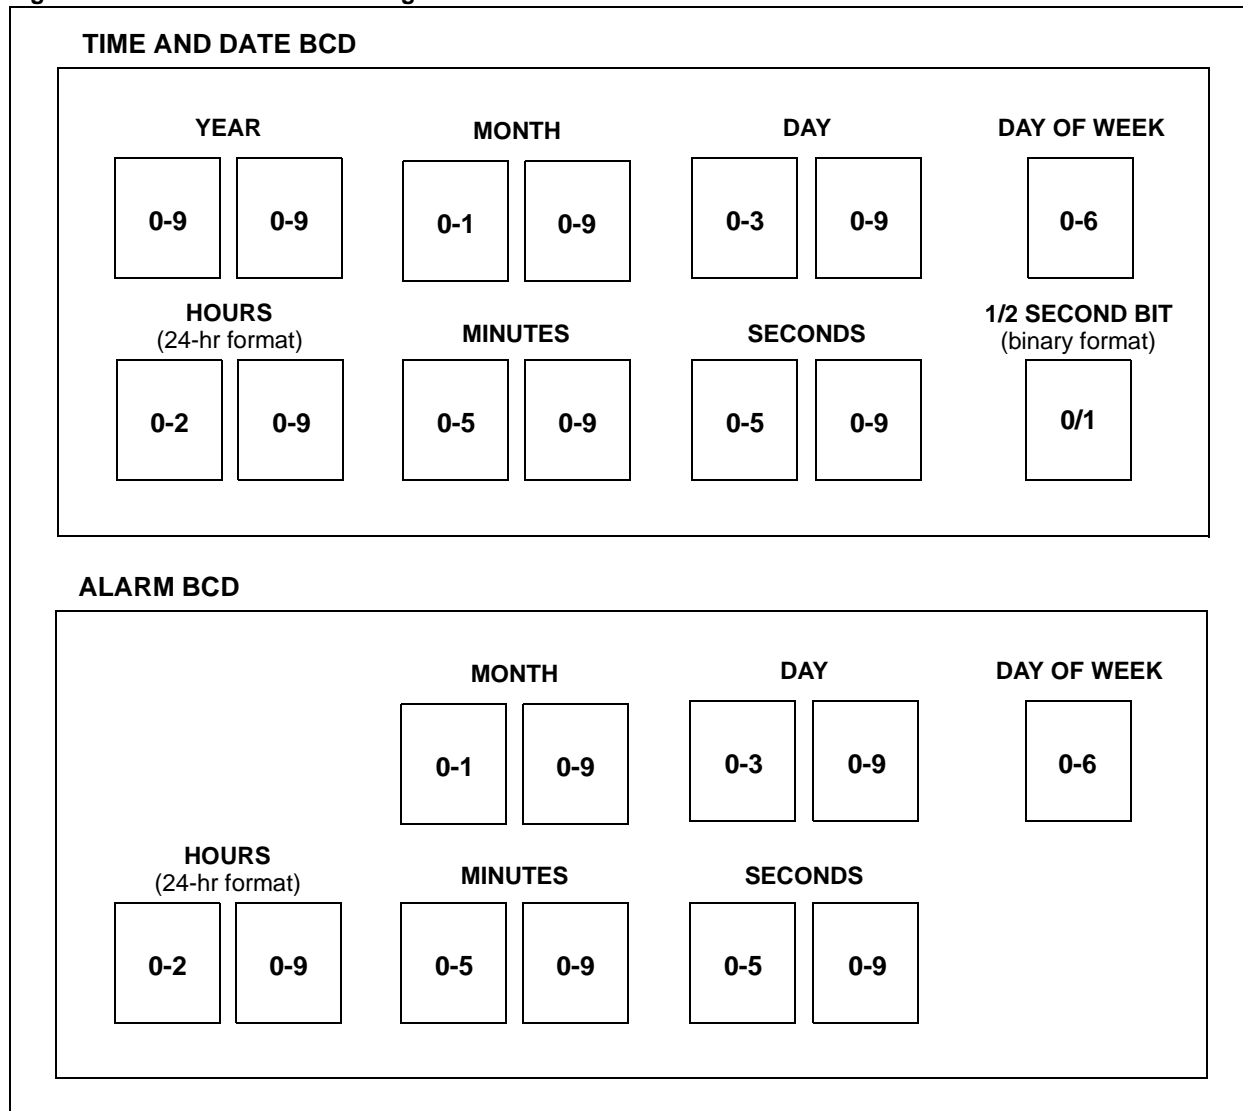 TIME AND DATE BCD
YEAR MONTH DAY DAY OF WEEK
0-9 0-9 0-1 0-9 0-3 0-9 0-6
HOURS
(24-hr format)
MINUTES SECONDS
1/2 SECOND BIT
(binary format)
0-2 0-9 0-5 0-9 0-5 0-9 0/1
ALARM BCD
MONTH DAY DAY OF WEEK
0-1 0-9 0-3 0-9 0-6
HOURS
(24-hr format)
MINUTES SECONDS
0-2 0-9 0-5 0-9 0-5 0-9